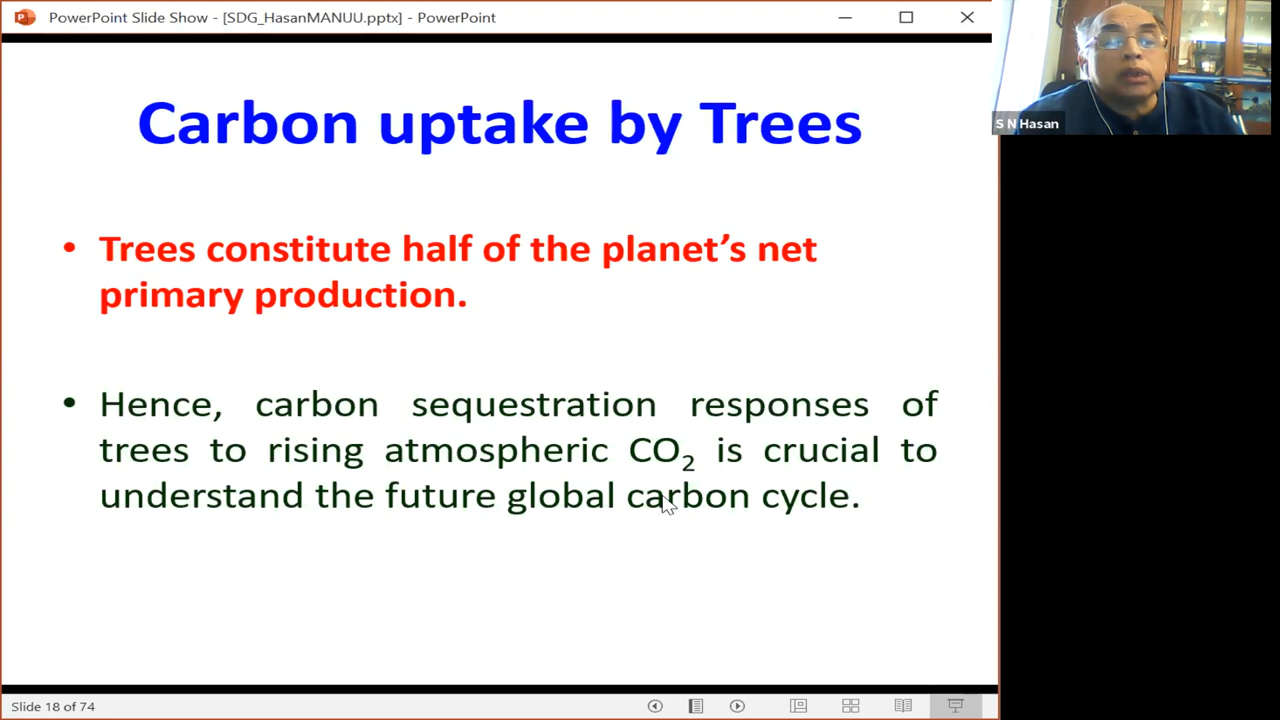 PowerPoint Slide Show - [SDG_HasanMANUU.pptx] - PowerPoint
S N Hasan
Carbon uptake by Trees
• Trees constitute half of the planet’s net
primary production.
• Hence, carbon sequestration responses of
trees to rising atmospheric CO₂ is crucial to
understand the future global carbon cycle.
Slide 18 of 74